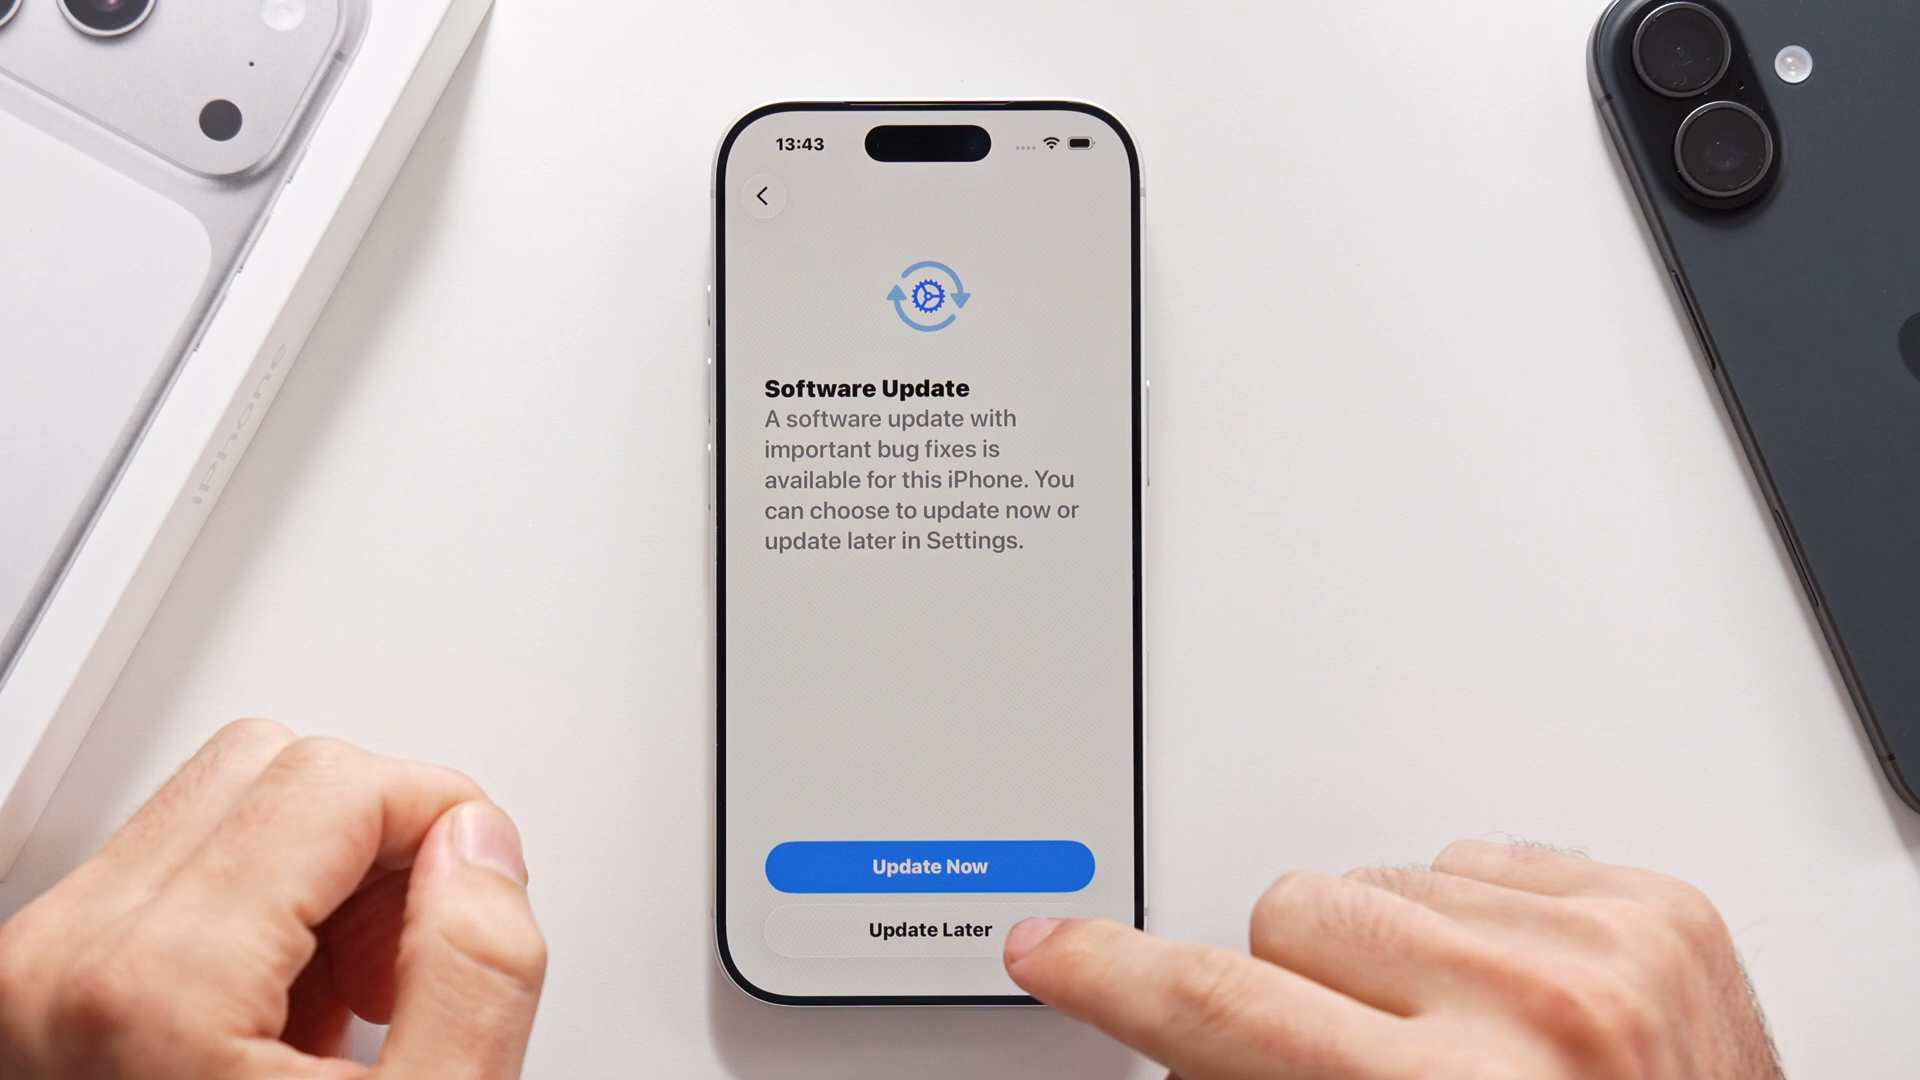 13:43
Software Update
A software update with
important bug fixes is
available for this iPhone. You
can choose to update now or
update later in Settings.
Update Now
Update Later
iPhone